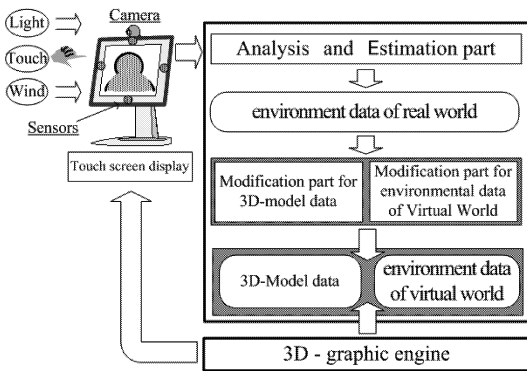 Light
Camera
Touch
Wind
Sensors
Touch screen display
Analysis and Estimation part
environment data of real world
Modification part for
3D-model data
Modification part for
environmental data
of Virtual World
3D-Model data
environment data
of virtual world
3D - graphic engine